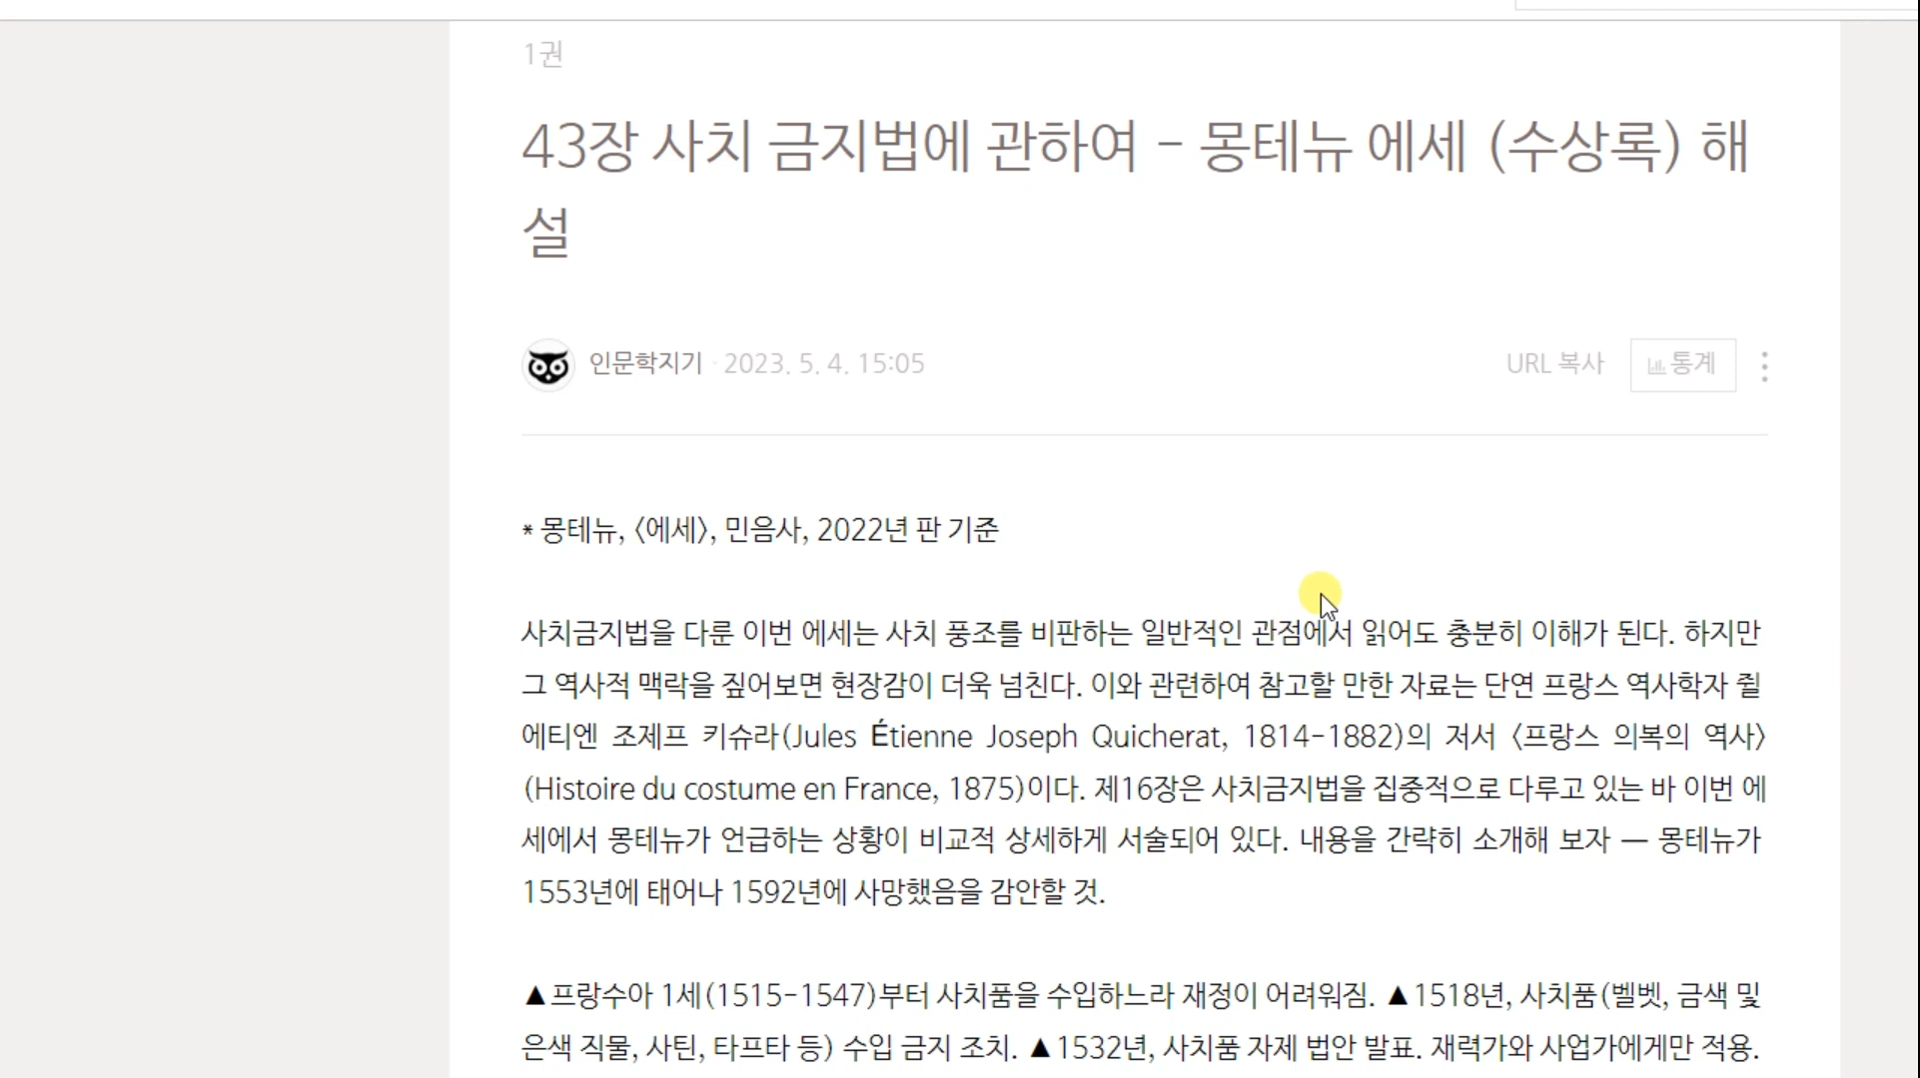 1권
43장 사치 금지법에 관하여 - 몽테뉴 에세 (수상록) 해
설
인문학지기 · 2023. 5. 4. 15:05
URL 복사 통계
* 몽테뉴, 〈에세〉, 민음사, 2022년 판 기준
사치금지법을 다룬 이번 에세는 사치 풍조를 비판하는 일반적인 관점에서 읽어도 충분히 이해가 된다. 하지만
그 역사적 맥락을 짚어보면 현장감이 더욱 넘친다. 이와 관련하여 참고할 만한 자료는 단연 프랑스 역사학자 쥘
에티엔 조제프 키슈라(Jules Étienne Joseph Quicherat, 1814-1882)의 저서 〈프랑스 의복의 역사〉
(Histoire du costume en France, 1875)이다. 제16장은 사치금지법을 집중적으로 다루고 있는 바 이번 에
세에서 몽테뉴가 언급하는 상황이 비교적 상세하게 서술되어 있다. 내용을 간략히 소개해 보자 — 몽테뉴가
1553년에 태어나 1592년에 사망했음을 감안할 것.
▲프랑수아 1세(1515-1547)부터 사치품을 수입하느라 재정이 어려워짐. ▲1518년, 사치품(벨벳, 금색 및
은색 직물, 사틴, 타프타 등) 수입 금지 조치. ▲1532년, 사치품 자제 법안 발표. 재력가와 사업가에게만 적용.